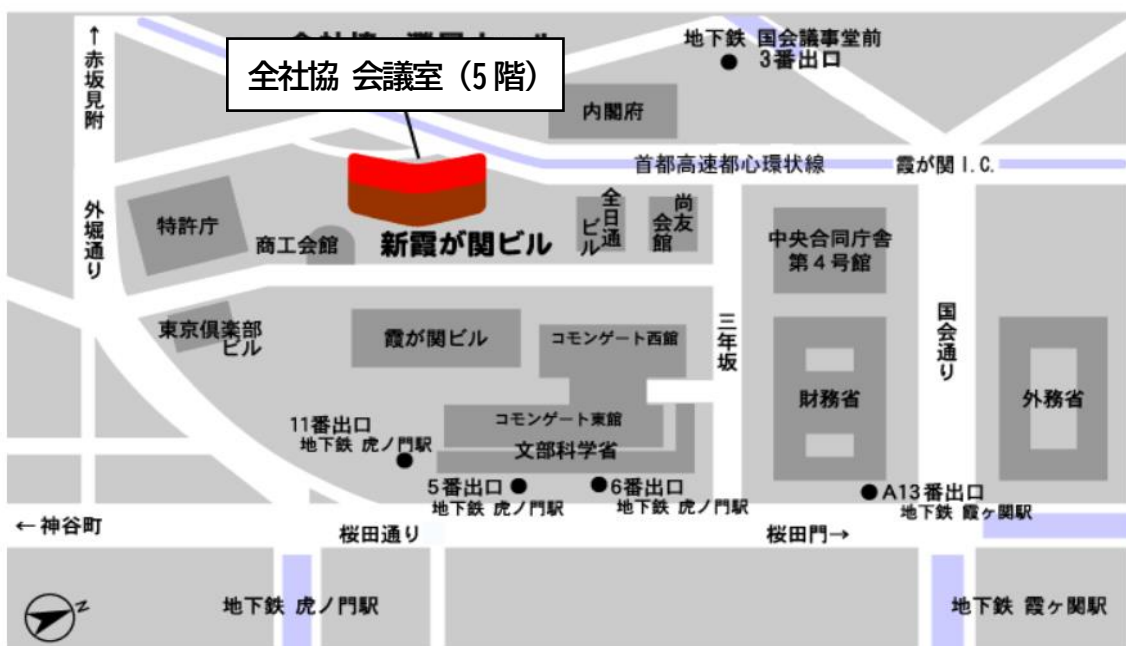 ↑赤坂見附
全社協 会議室（5階）
地下鉄 国会議事堂前
3番出口
内閣府
首都高速都心環状線
霞が関 I.C.
外堀通り
特許庁
商工会館
新霞が関ビル
全日通
ビル
尚友
会館
中央合同庁舎
第4号館
東京倶楽部
ビル
霞が関ビル
コモンゲート西館
三年坂
国会通り
財務省
外務省
コモンゲート東館
文部科学省
11番出口
地下鉄 虎ノ門駅
5番出口
地下鉄 虎ノ門駅
6番出口
地下鉄 虎ノ門駅
A13番出口
地下鉄 霞ヶ関駅
←神谷町
桜田通り
桜田門→
地下鉄 虎ノ門駅
地下鉄 霞ヶ関駅
N